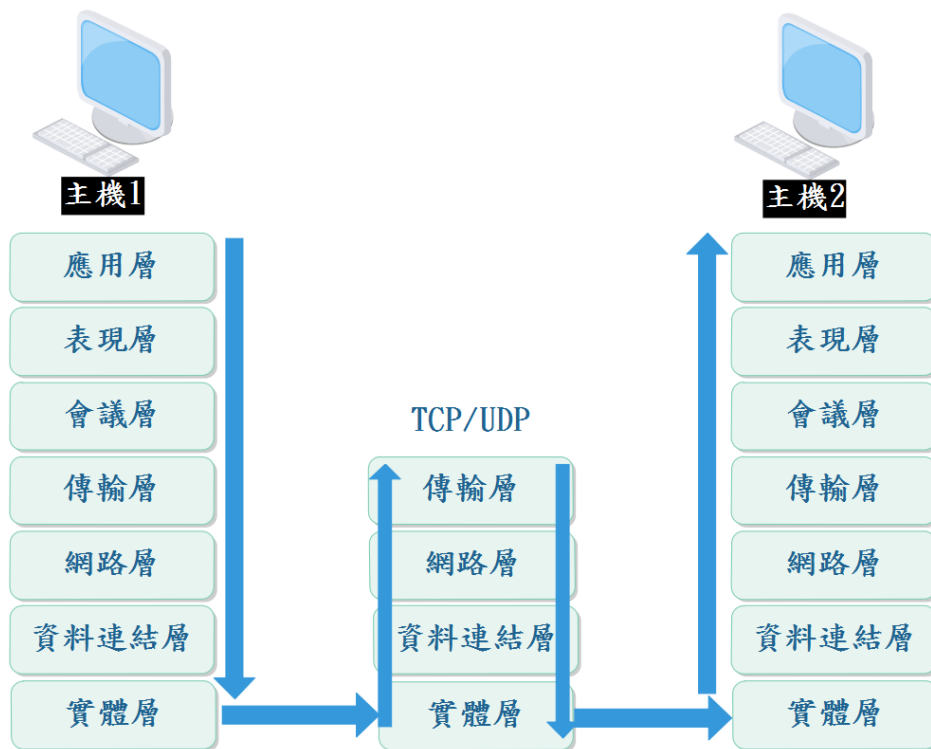 主機1
應用層
表現層
會議層
傳輸層
網路層
資料連結層
實體層
TCP/UDP
傳輸層
網路層
資料連結層
實體層
主機2
應用層
表現層
會議層
傳輸層
網路層
資料連結層
實體層